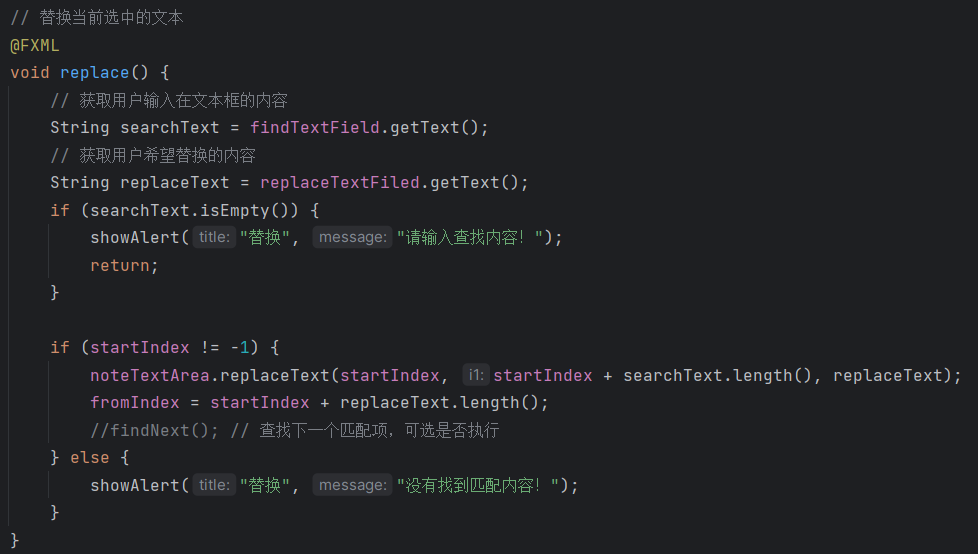 // 替换当前选中的文本
@FXML
void replace() {
// 获取用户输入在文本框的内容
String searchText = findTextField.getText();
// 获取用户希望替换的内容
String replaceText = replaceTextFiled.getText();
if (searchText.isEmpty()) {
showAlert( title: "替换", message: "请输入查找内容！");
return;
}
if (startIndex != -1) {
noteTextArea.replaceText(startIndex, i1: startIndex + searchText.length(), replaceText);
fromIndex = startIndex + replaceText.length();
//findNext(); // 查找下一个匹配项，可选是否执行
} else {
showAlert( title: "替换", message: "没有找到匹配内容！");
}
}